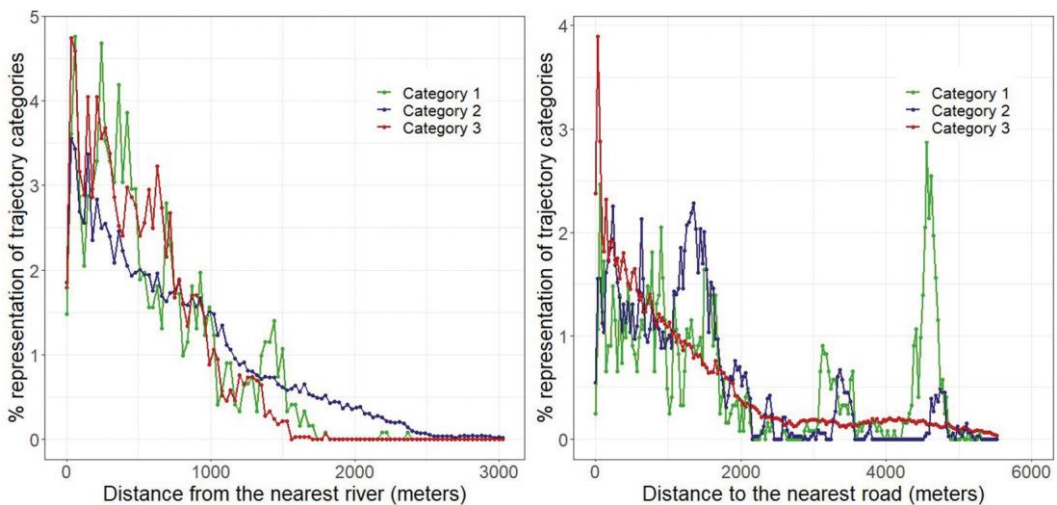 % representation of trajectory categories
5
4
3
2
1
0
Category 1
Category 2
Category 3
0
1000
2000
3000
Distance from the nearest river (meters)
% representation of trajectory categories
4
3
2
1
0
Category 1
Category 2
Category 3
0
2000
4000
6000
Distance to the nearest road (meters)